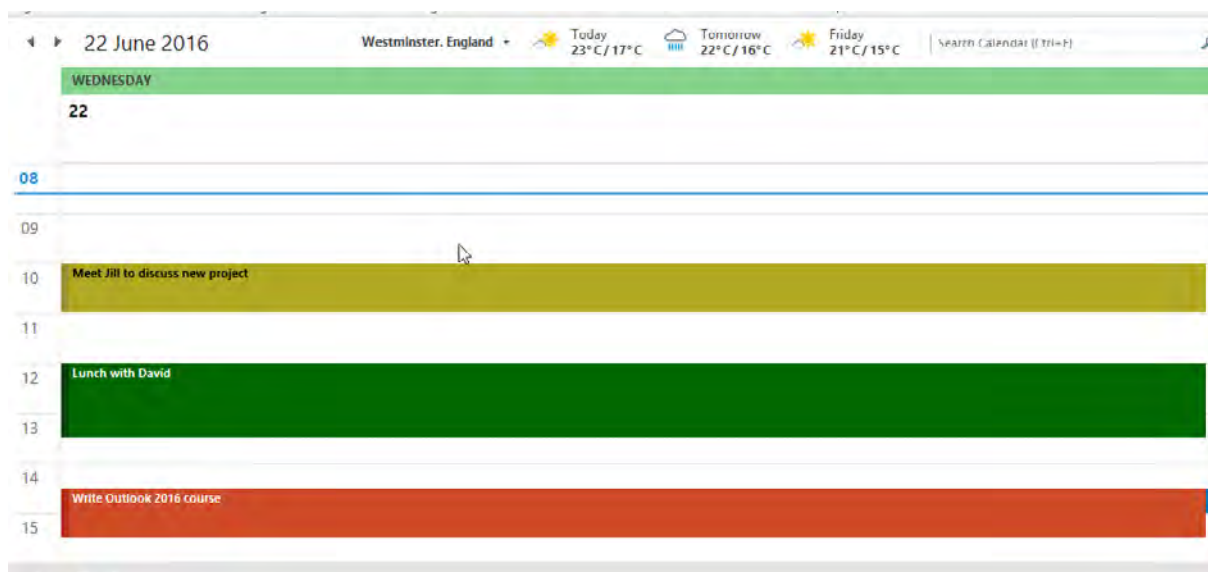 22 June 2016
Westminster, England
Today
23°C/17°C
Tomorrow
22°C/16°C
Friday
21°C/15°C
Search Calendar (Ctrl+E)
WEDNESDAY
22
08
09
10
Meet Jill to discuss new project
11
12
Lunch with David
13
14
Write Outlook 2016 course
15